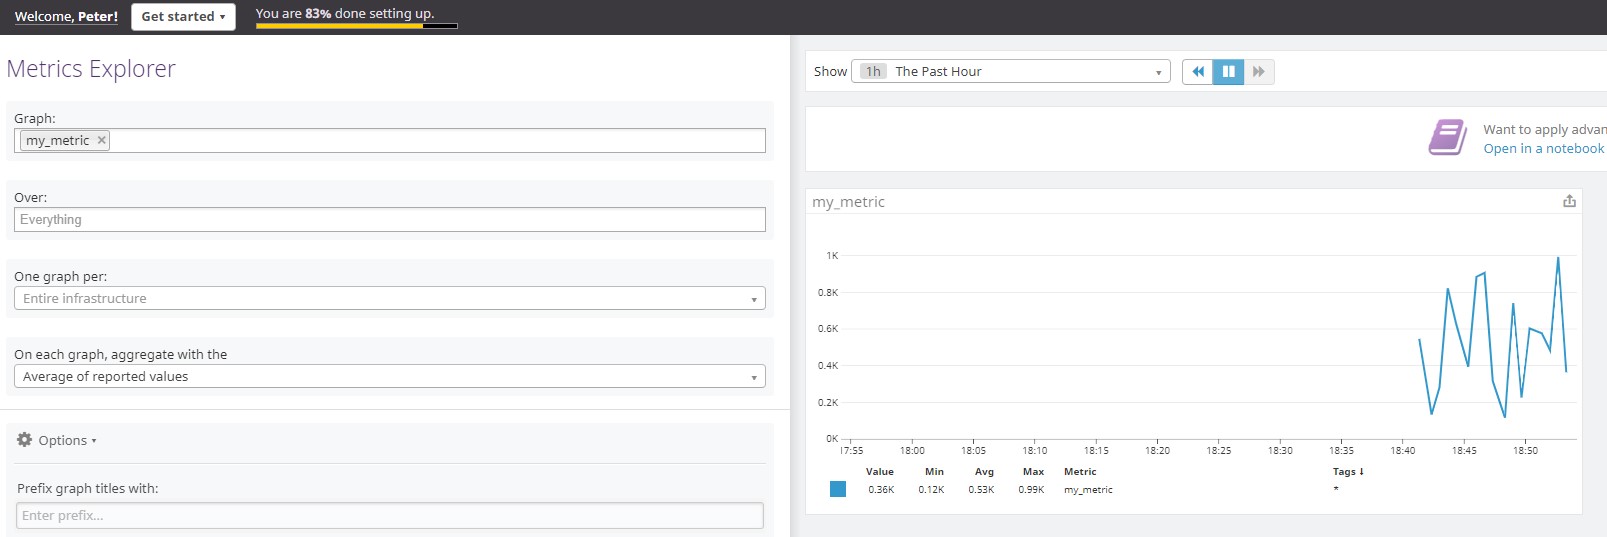 Welcome, Peter!
Get started
You are 83% done setting up.
Metrics Explorer
Graph:
my_metric ×
Over:
Everything
One graph per:
Entire infrastructure
On each graph, aggregate with the
Average of reported values
Options
Prefix graph titles with:
Enter prefix...
Show 1h The Past Hour
Want to apply advan
Open in a notebook
my_metric
1K
0.8K
0.6K
0.4K
0.2K
0K
17:55 18:00 18:05 18:10 18:15 18:20 18:25 18:30 18:35 18:40 18:45 18:50
Value Min Avg Max Metric Tags
0.36K 0.12K 0.53K 0.99K my_metric *